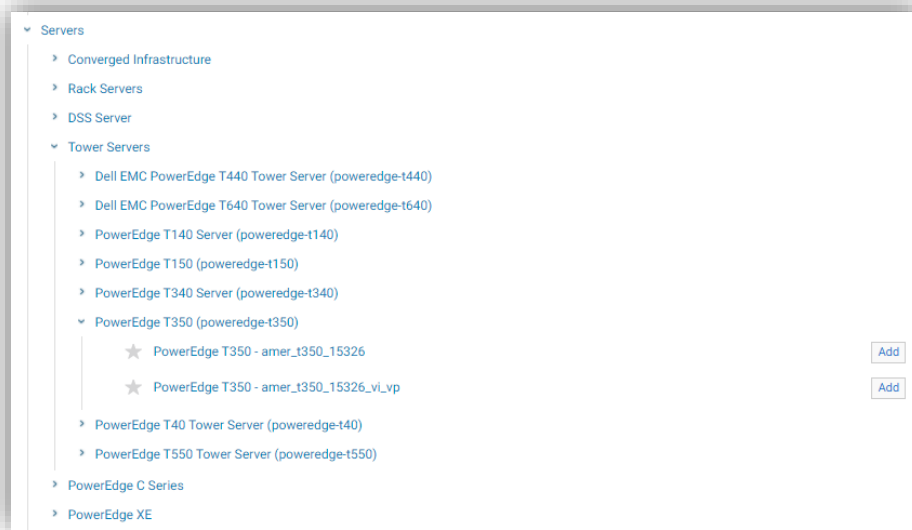 Servers
Converged Infrastructure
Rack Servers
DSS Server
Tower Servers
Dell EMC PowerEdge T440 Tower Server (poweredge-t440)
Dell EMC PowerEdge T640 Tower Server (poweredge-t640)
PowerEdge T140 Server (poweredge-t140)
PowerEdge T150 (poweredge-t150)
PowerEdge T340 Server (poweredge-t340)
PowerEdge T350 (poweredge-t350)
PowerEdge T350 - amer_t350_15326 Add
PowerEdge T350 - amer_t350_15326_vi_vp Add
PowerEdge T40 Tower Server (poweredge-t40)
PowerEdge T550 Tower Server (poweredge-t550)
PowerEdge C Series
PowerEdge XE